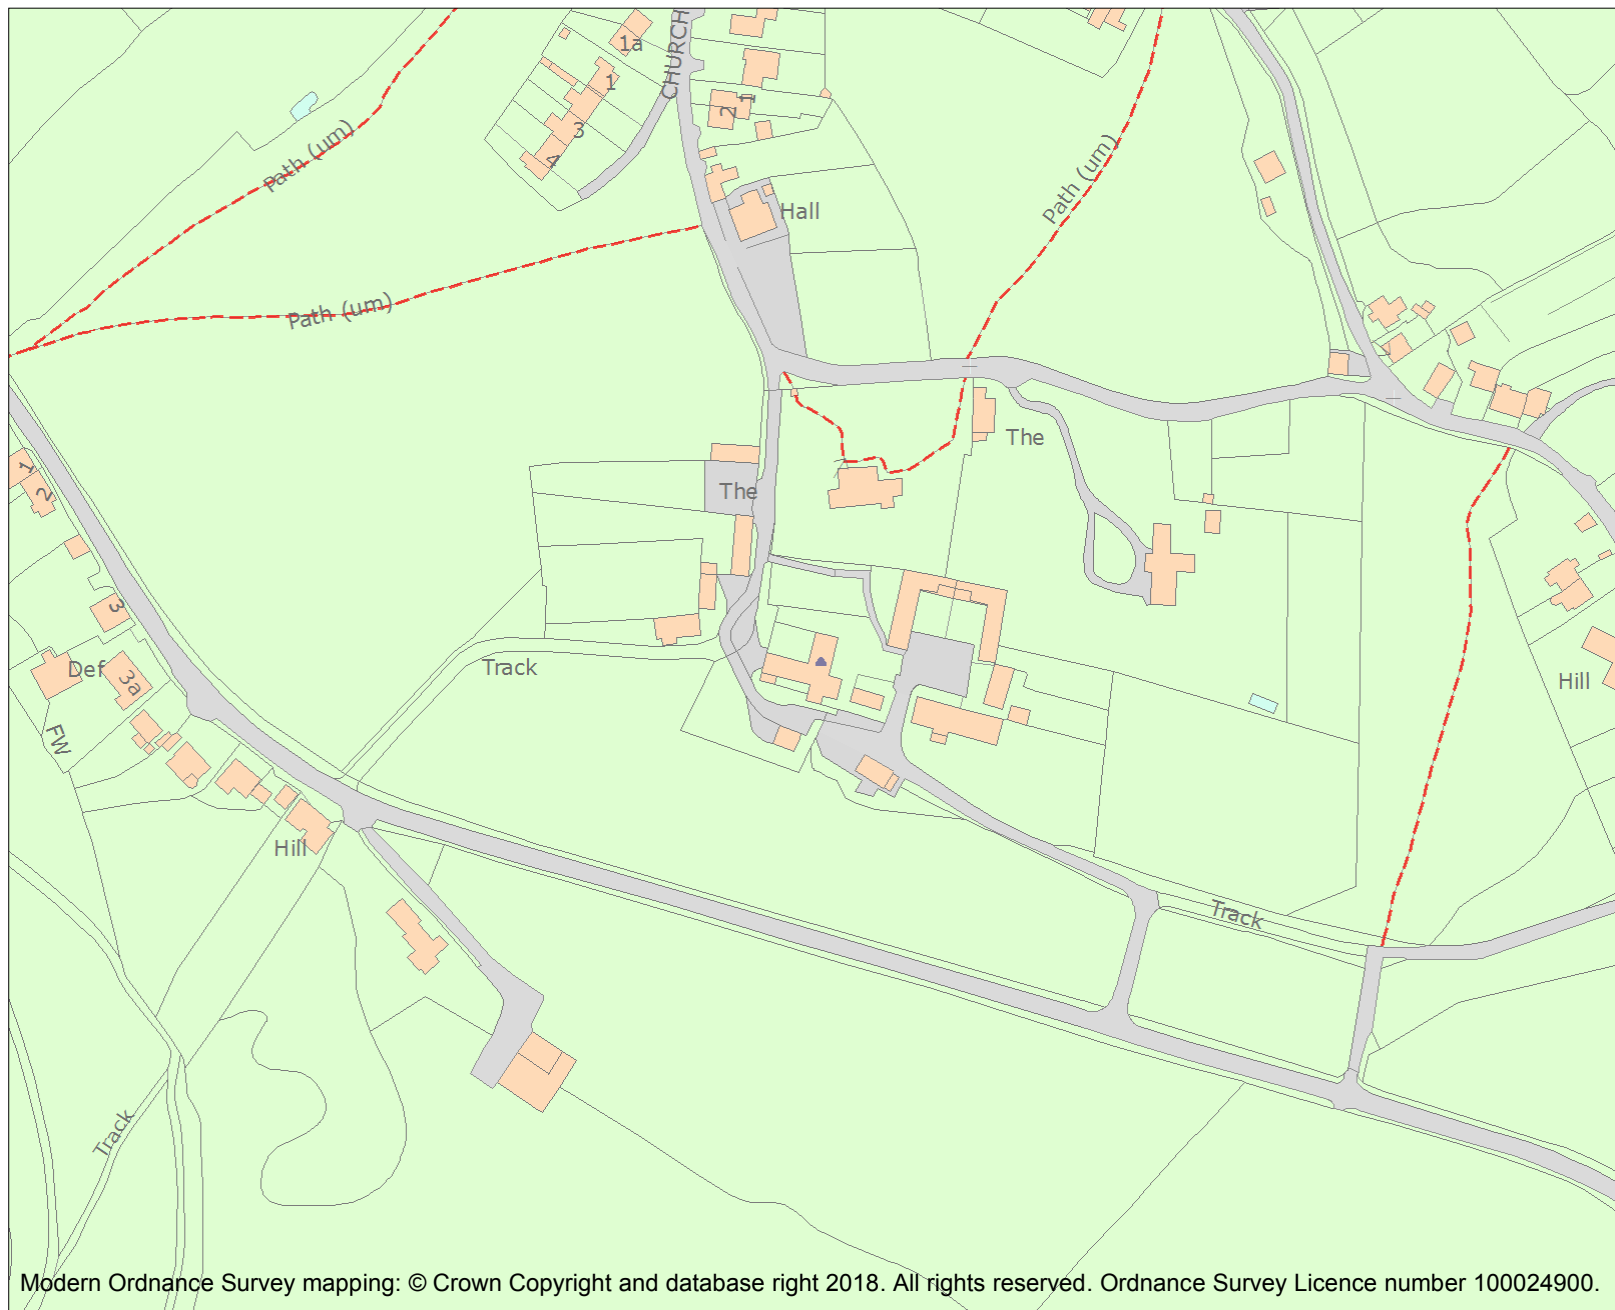 1a
CHURCH
1
1
2
3
4
Path (um)
Path (um)
Hall
Path (um)
The
1
2
The
3
Def
3a
Track
Hill
FW
Hill
Track
Track
Modern Ordnance Survey mapping: © Crown Copyright and database right 2018. All rights reserved. Ordnance Survey Licence number 100024900.